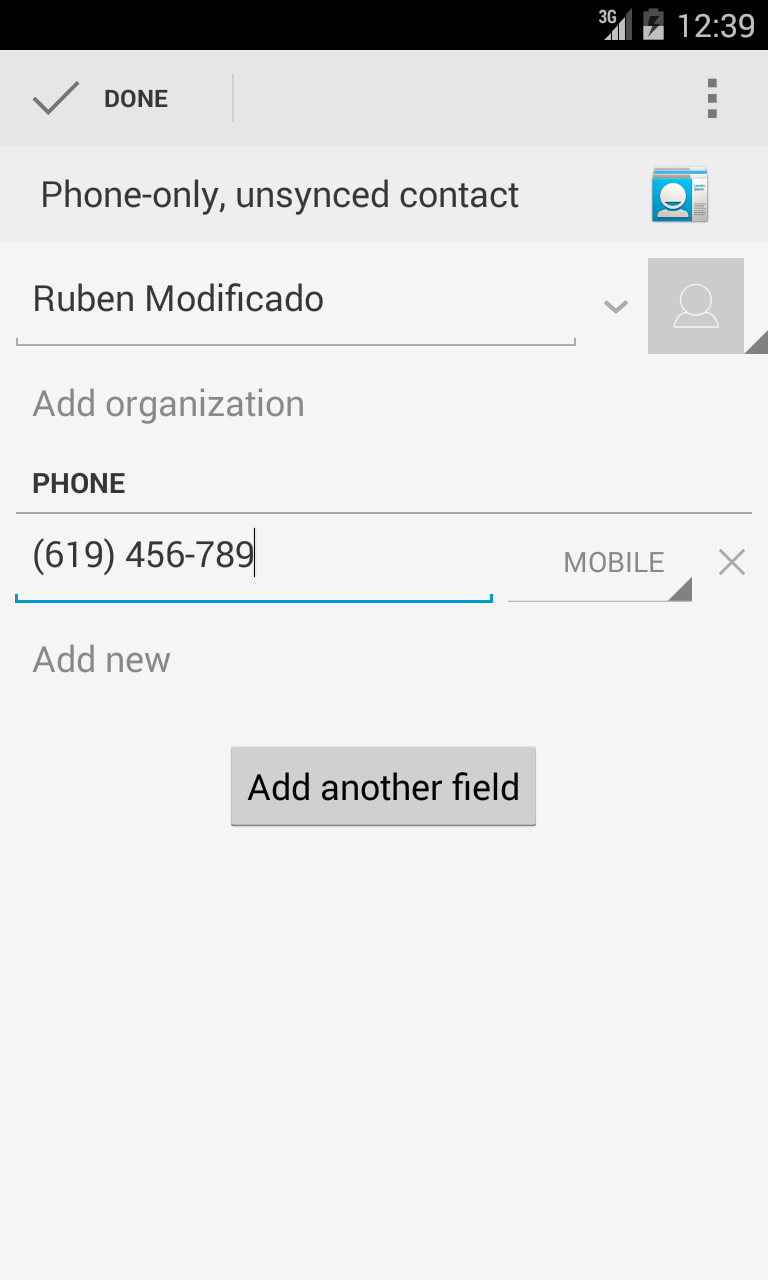 3G 12:39
DONE
Phone-only, unsynced contact
Ruben Modificado
Add organization
PHONE
(619) 456-789
MOBILE
Add new
Add another field